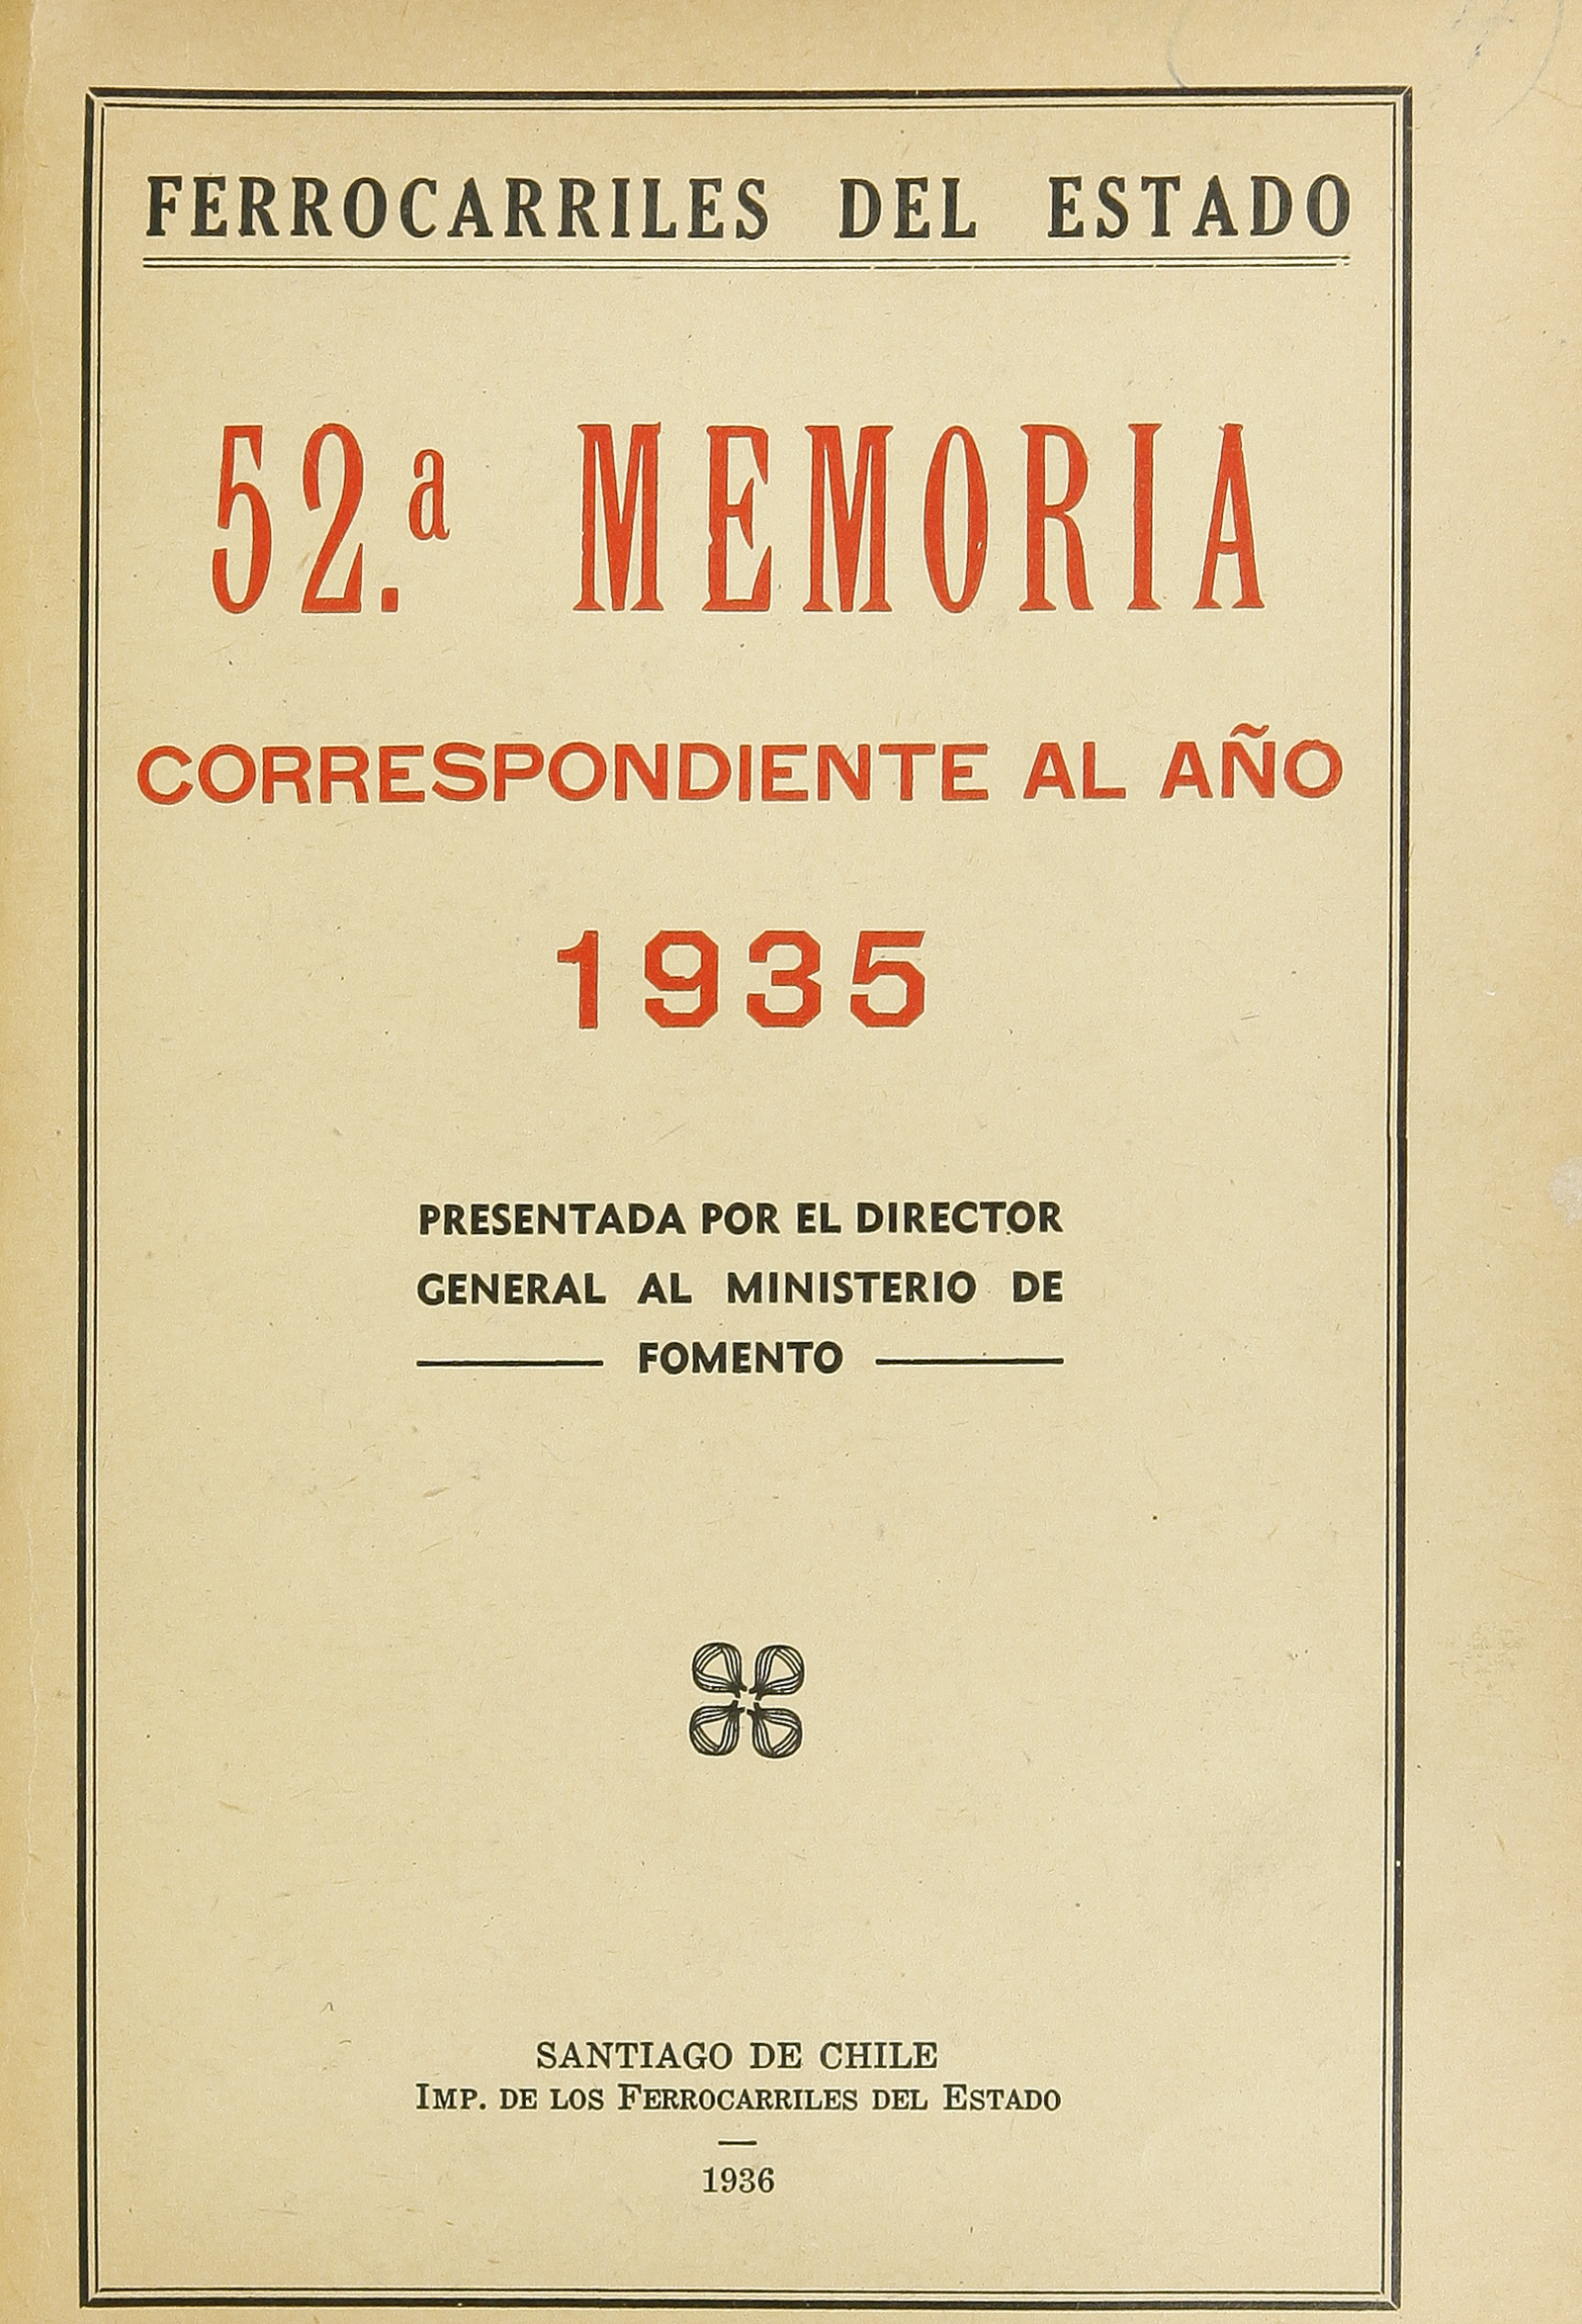 FERROCARRILES DEL ESTADO
52.ª MEMORIA
CORRESPONDIENTE AL AÑO
1935
PRESENTADA POR EL DIRECTOR
GENERAL AL MINISTERIO DE
FOMENTO
SANTIAGO DE CHILE
IMP. DE LOS FERROCARRILES DEL ESTADO
1936